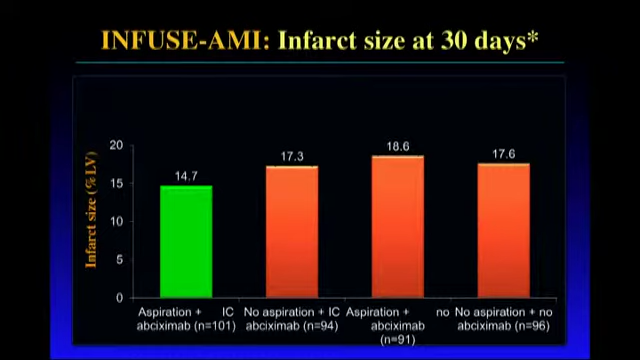 INFUSE-AMI: Infarct size at 30 days*
Infarct size (%LV)
20
15
10
5
0
14.7
17.3
18.6
17.6
Aspiration + IC
abciximab (n=101)
No aspiration + IC
abciximab (n=94)
Aspiration + no
abciximab
(n=91)
No aspiration + no
abciximab (n=96)